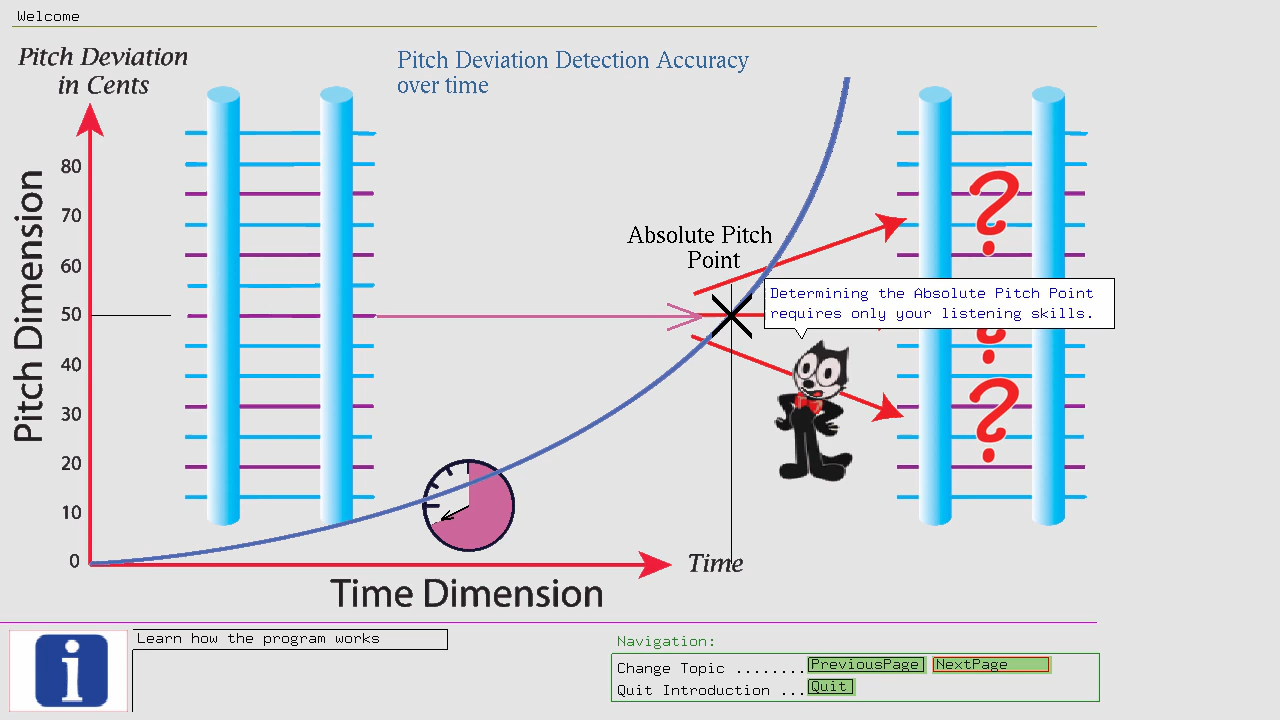 Welcome
Pitch Deviation
in Cents
Pitch Deviation Detection Accuracy
over time
Pitch Dimension
80
70
60
50
40
30
20
10
0
Absolute Pitch
Point
?
?
?
Determining the Absolute Pitch Point
requires only your listening skills.
Time
Time Dimension
i
Learn how the program works
Navigation:
Change Topic ........ PreviousPage NextPage
Quit Introduction ... Quit